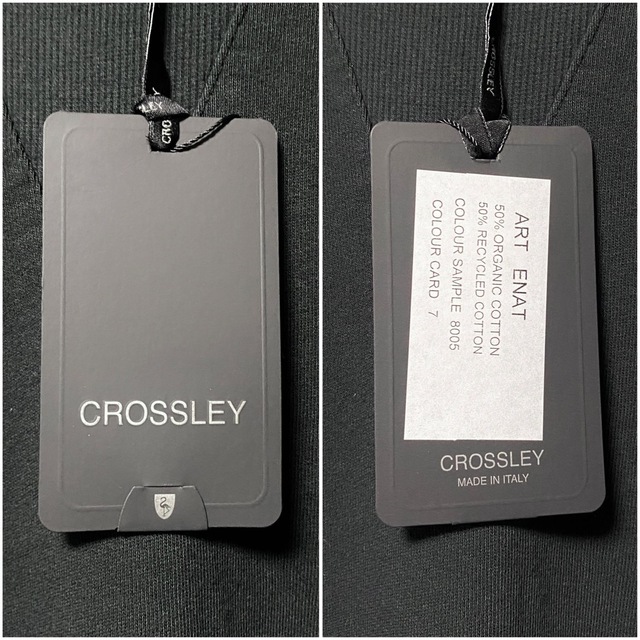 CROSSLEY
CRO
CROSSLEY
ART ENAT
50% ORGANIC COTTON
50% RECYCLED COTTON
COLOUR SAMPLE 8005
COLOUR CARD 7
CROSSLEY
MADE IN ITALY